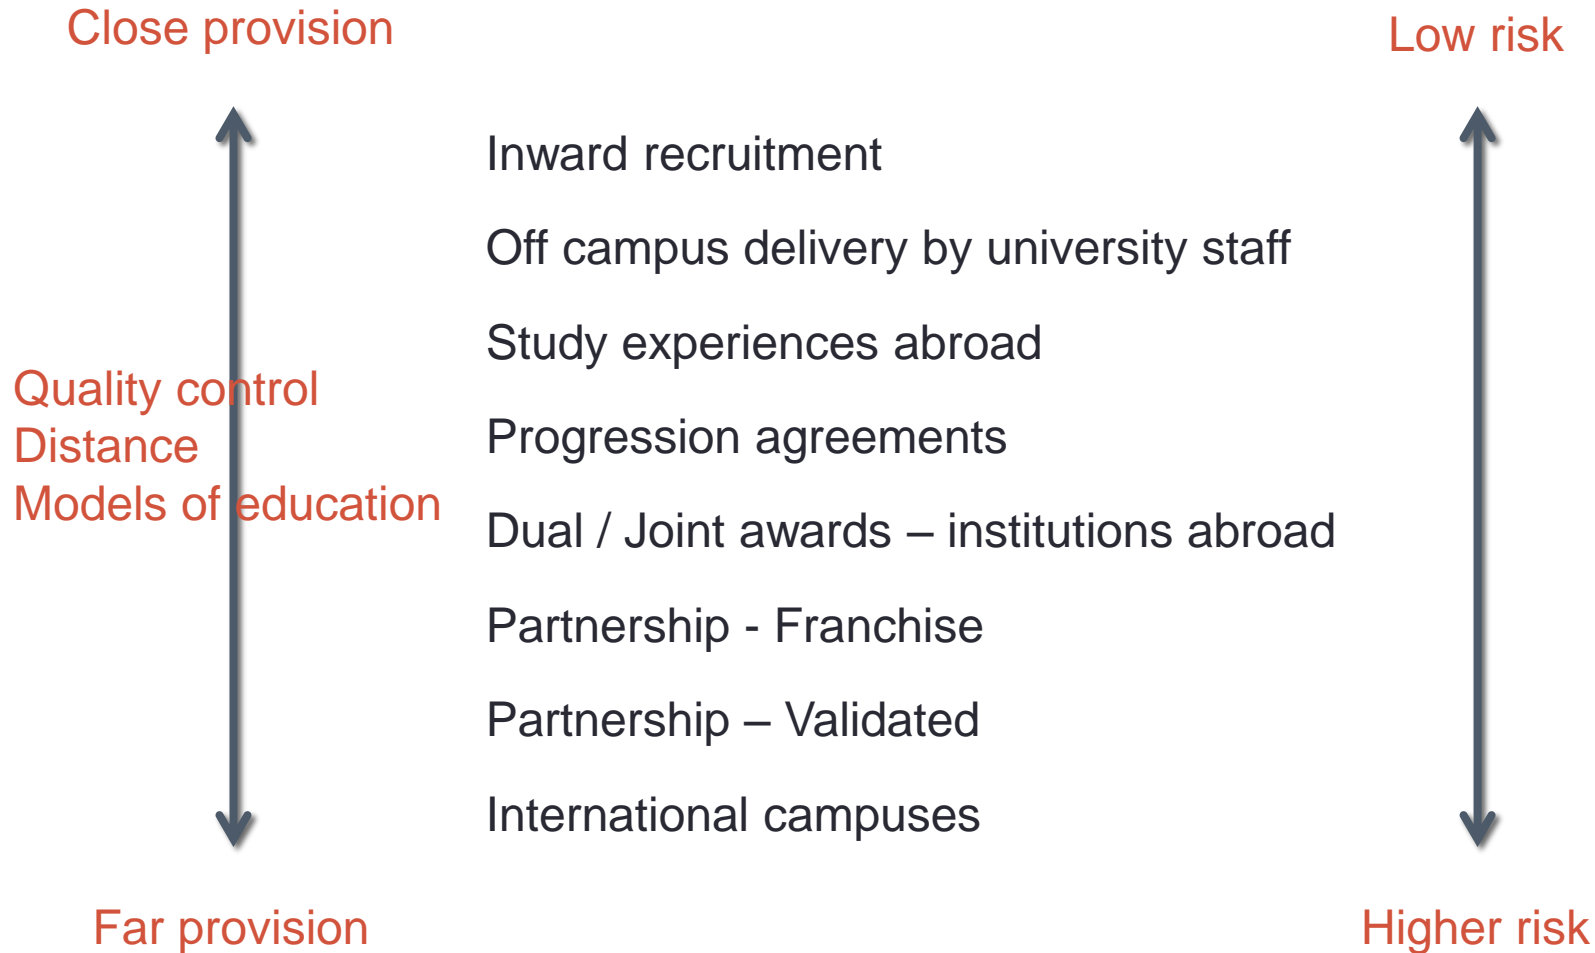 Close provision
Low risk
Inward recruitment
Off campus delivery by university staff
Study experiences abroad
Quality control
Distance
Models of education
Progression agreements
Dual / Joint awards – institutions abroad
Partnership - Franchise
Partnership – Validated
International campuses
Far provision
Higher risk